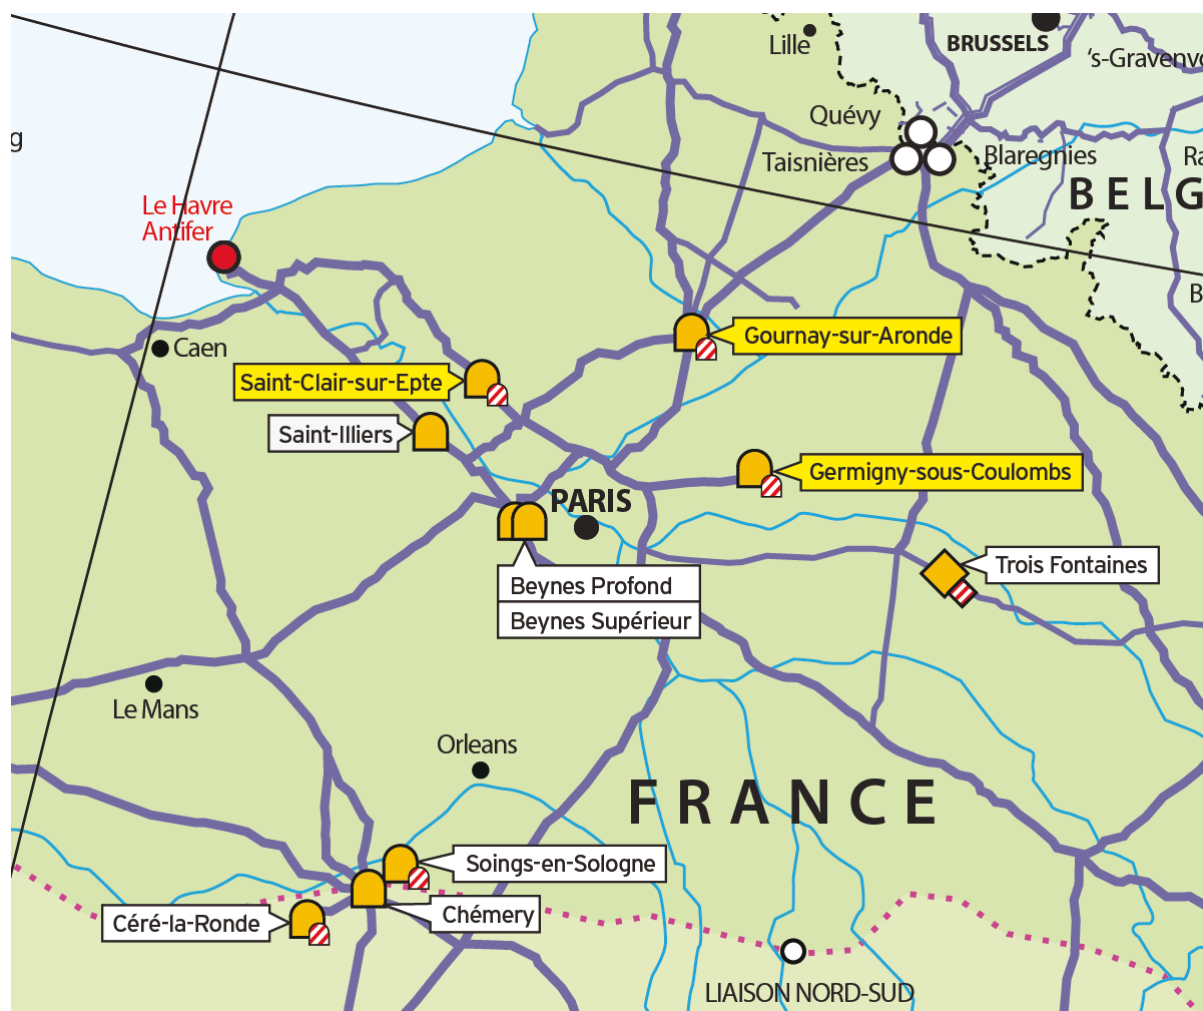 Lille
BRUSSELS
's-Gravenvo
Quévy
g
Taisnières
Blaregnies
Ra
BELG
Le Havre
Antifer
B
Gournay-sur-Aronde
Caen
Saint-Clair-sur-Epte
Saint-Illiers
Germigny-sous-Coulombs
PARIS
Trois Fontaines
Beynes Profond
Beynes Supérieur
Le Mans
Orleans
FRANCE
Soings-en-Sologne
Chémery
Céré-la-Ronde
LIAISON NORD-SUD